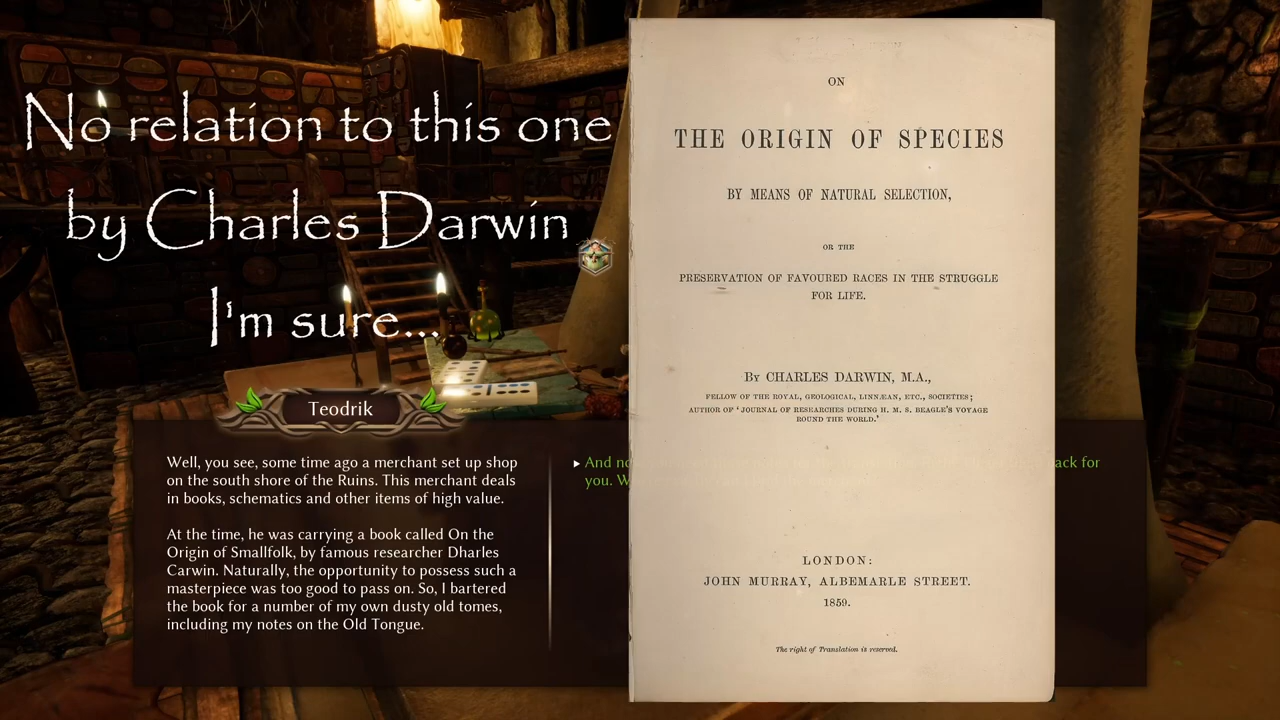 No relation to this one
by Charles Darwin
I'm sure...
Teodrik
Well, you see, some time ago a merchant set up shop
on the south shore of the Ruins. This merchant deals
in books, schematics and other items of high value.
At the time, he was carrying a book called On the
Origin of Smallfolk, by famous researcher Dharles
Carwin. Naturally, the opportunity to possess such a
masterpiece was too good to pass on. So, I bartered
the book for a number of my own dusty old tomes,
including my notes on the Old Tongue.
And
for
you.
ON
THE ORIGIN OF SPECIES
BY MEANS OF NATURAL SELECTION,
OR THE
PRESERVATION OF FAVOURED RACES IN THE STRUGGLE
FOR LIFE.
By CHARLES DARWIN, M.A.,
FELLOW OF THE ROYAL, GEOLOGICAL, LINNÆAN, ETC., SOCIETIES;
AUTHOR OF 'JOURNAL OF RESEARCHES DURING H. M. S. BEAGLE'S VOYAGE
ROUND THE WORLD.'
LONDON:
JOHN MURRAY, ALBEMARLE STREET.
1859.
The right of Translation is reserved.